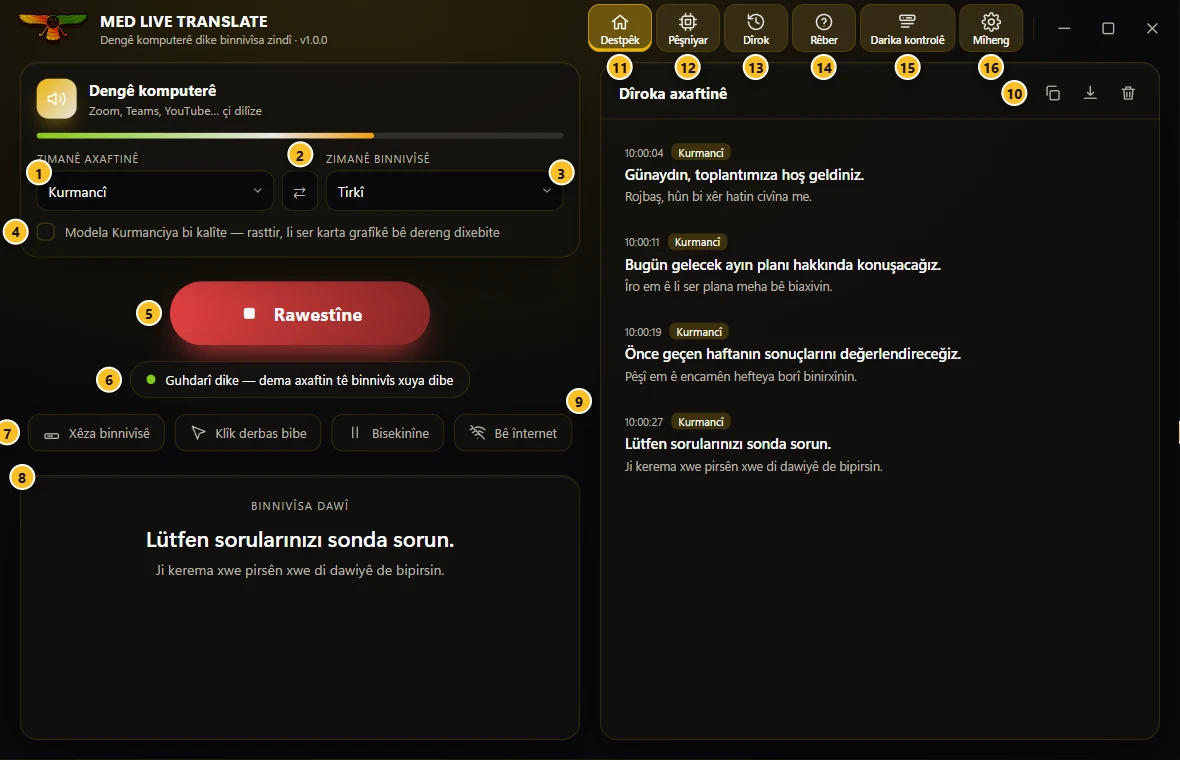 MED LIVE TRANSLATE
Dengê komputerê dike binnivîsa zindî · v1.0.0
Destpêk
Pêşniyar
Dîrok
Rêber
Darika kontrolê
Mîheng
11
12
13
14
15
16
Dengê komputerê
Zoom, Teams, YouTube... çi dilîze
ZIMANÊ AXAFTINÊ
2
ZIMANÊ BINNIVÎSÊ
1
3
Kurmancî
Tirkî
4
Modela Kurmanciya bi kalîte — rasttir, li ser karta grafîkê bê dereng dixebite
5
Rawestîne
6
Guhdarî dike — dema axaftin tê binnivîs xuya dibe
9
7
Xêza binnivîsê
Klîk derbas bibe
Bisekinîne
Bê internet
8
BINNIVÎSA DAWÎ
Lütfen sorularınızı sonda sorun.
Ji kerema xwe pirsên xwe di dawiyê de bipirsin.
Dîroka axaftinê
10
10:00:04 Kurmancî
Günaydın, toplantımıza hoş geldiniz.
Rojbaş, hûn bi xêr hatin civîna me.
10:00:11 Kurmancî
Bugün gelecek ayın planı hakkında konuşacağız.
Îro em ê li ser plana meha bê biaxivin.
10:00:19 Kurmancî
Önce geçen haftanın sonuçlarını değerlendireceğiz.
Pêşî em ê encamên hefteya borî binirxînin.
10:00:27 Kurmancî
Lütfen sorularınızı sonda sorun.
Ji kerema xwe pirsên xwe di dawiyê de bipirsin.